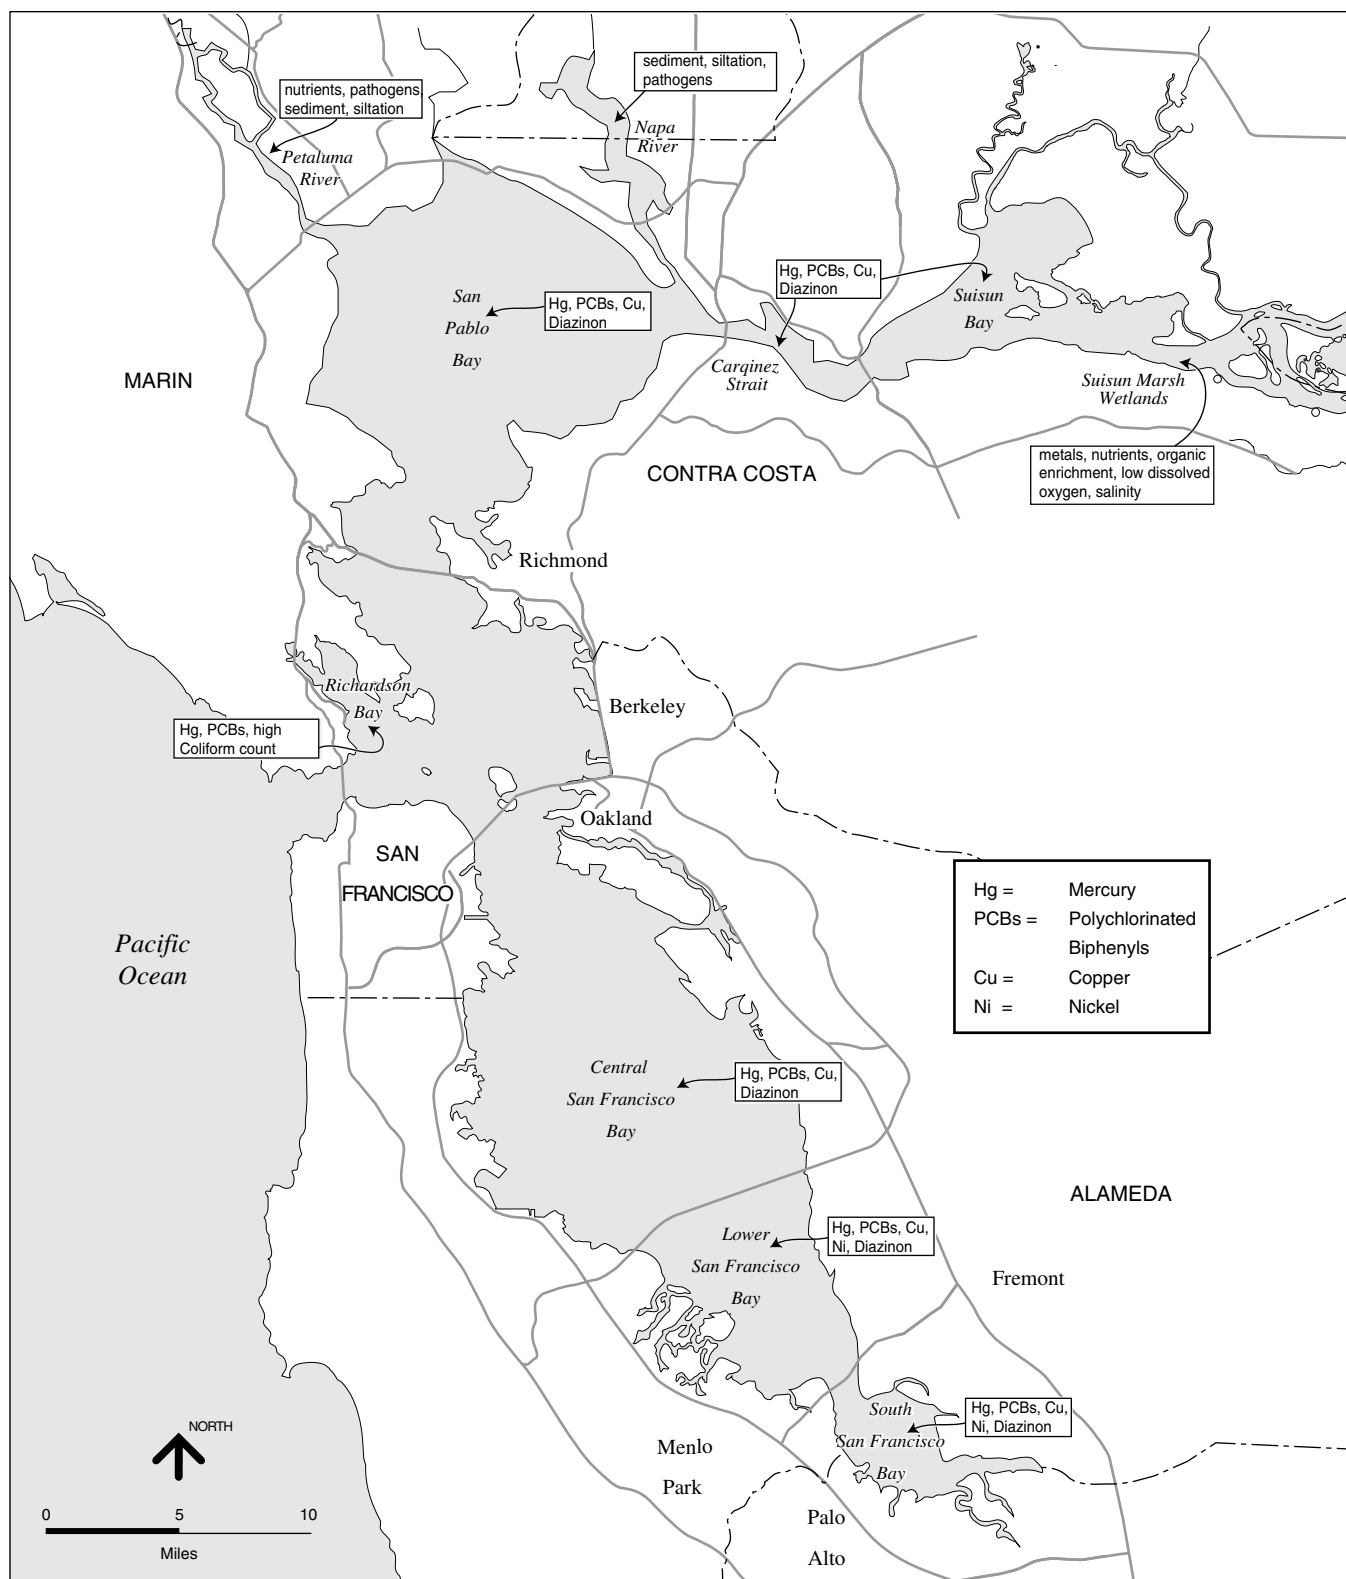 nutrients, pathogens,
sediment, siltation
sediment, siltation,
pathogens
Petaluma
River
Napa
River
Hg, PCBs, Cu,
Diazinon
San
Pablo
Bay
Hg, PCBs, Cu,
Diazinon
Suisun
Bay
MARIN
Carqinez
Strait
Suisun Marsh
Wetlands
CONTRA COSTA
metals, nutrients, organic
enrichment, low dissolved
oxygen, salinity
Richmond
Richardson
Bay
Hg, PCBs, high
Coliform count
Berkeley
Oakland
SAN
FRANCISCO
Pacific
Ocean
Hg = Mercury
PCBs = Polychlorinated
Biphenyls
Cu = Copper
Ni = Nickel
Central
San Francisco
Bay
Hg, PCBs, Cu,
Diazinon
ALAMEDA
Lower
San Francisco
Bay
Hg, PCBs, Cu,
Ni, Diazinon
Fremont
South
San Francisco
Bay
Hg, PCBs, Cu,
Ni, Diazinon
Menlo
Park
Palo
Alto
NORTH
0 5 10
Miles